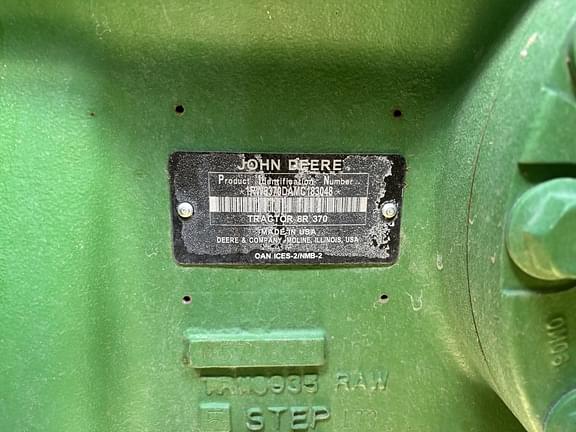 JOHN DEERE
Product Identification Number
1RW8370DAMC183048
TRACTOR 8R 370
MADE IN USA
DEERE & COMPANY MOLINE, ILLINOIS, USA
CAN ICES-2/NMB-2
RAW
STEP